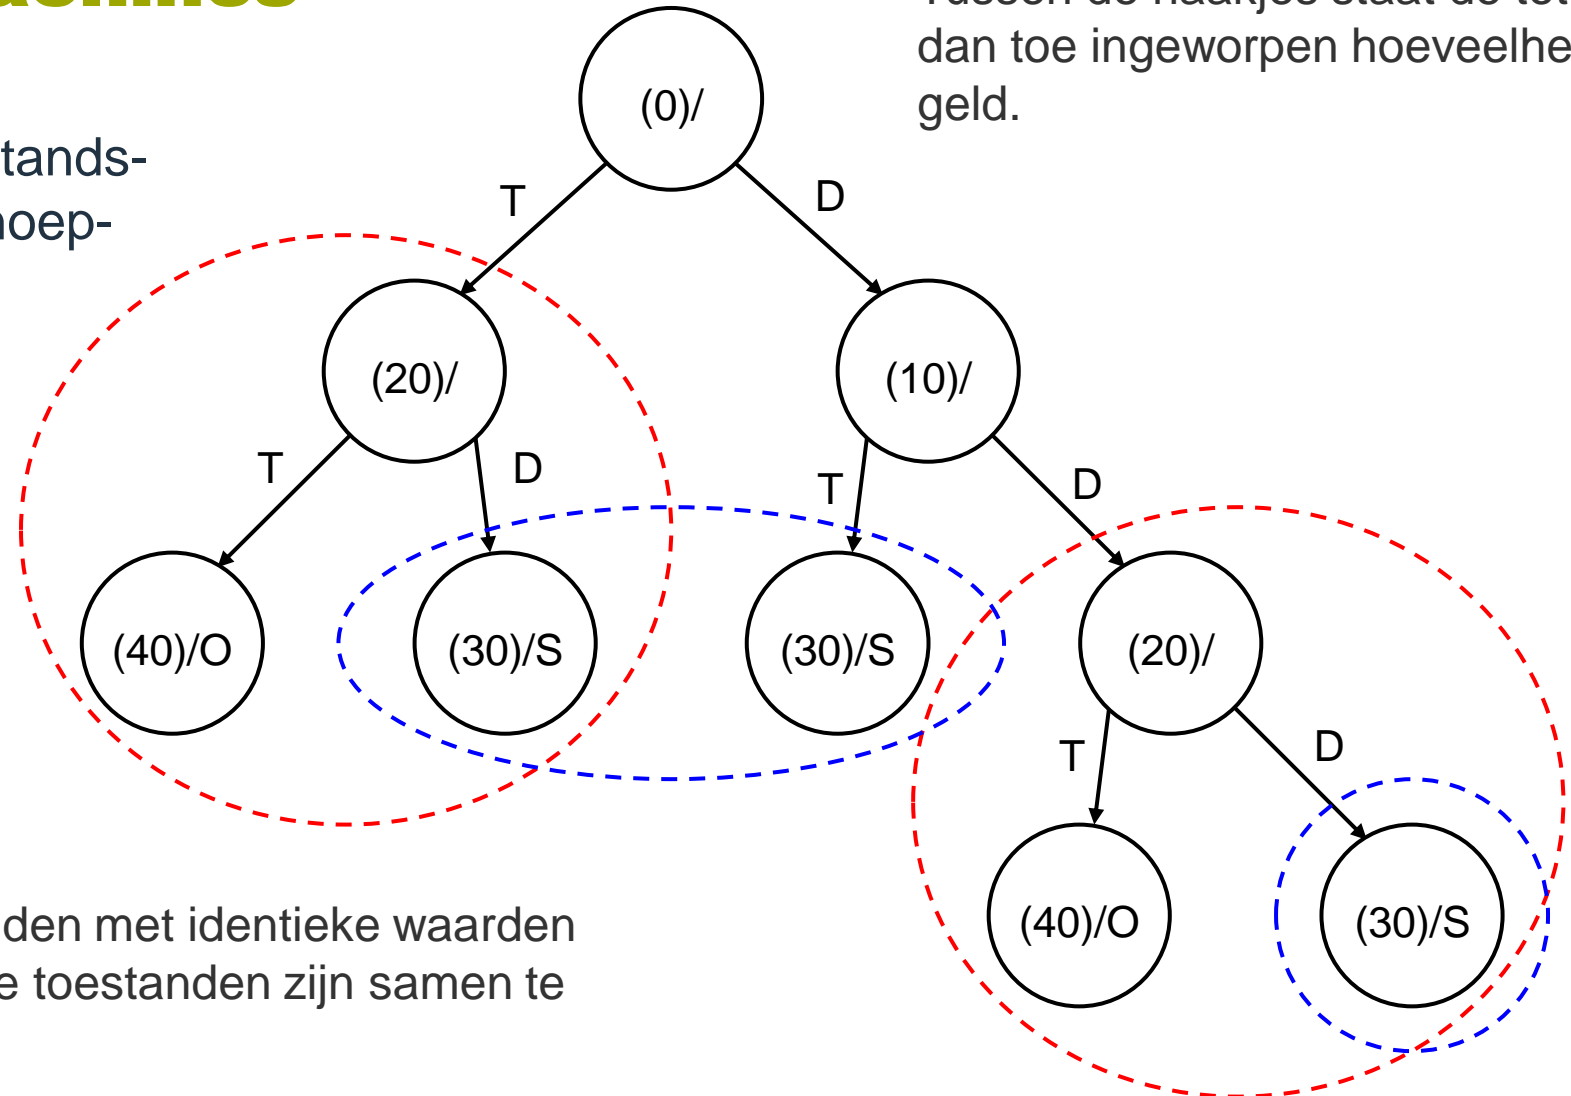 dan toe ingeworpen hoeveelhe
geld.
tands-
oep-
(0)/
T
D
(20)/
(10)/
T
D
T
D
(40)/O
(30)/S
(30)/S
(20)/
T
D
(40)/O
(30)/S
den met identieke waarden
e toestanden zijn samen te